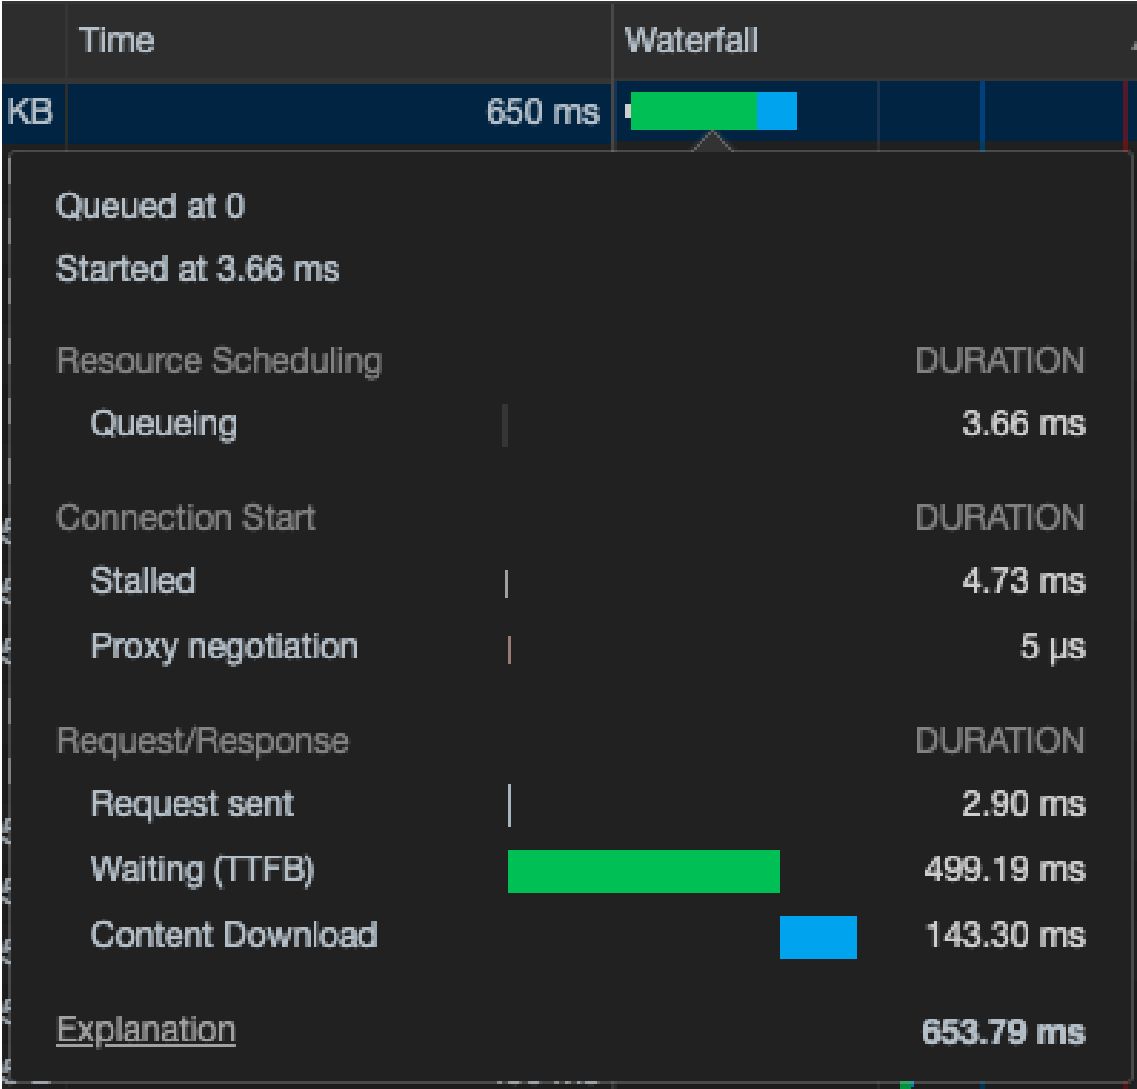 Time Waterfall
KB 650 ms
Queued at 0
Started at 3.66 ms
Resource Scheduling DURATION
Queueing 3.66 ms
Connection Start DURATION
Stalled 4.73 ms
Proxy negotiation 5 µs
Request/Response DURATION
Request sent 2.90 ms
Waiting (TTFB) 499.19 ms
Content Download 143.30 ms
Explanation 653.79 ms